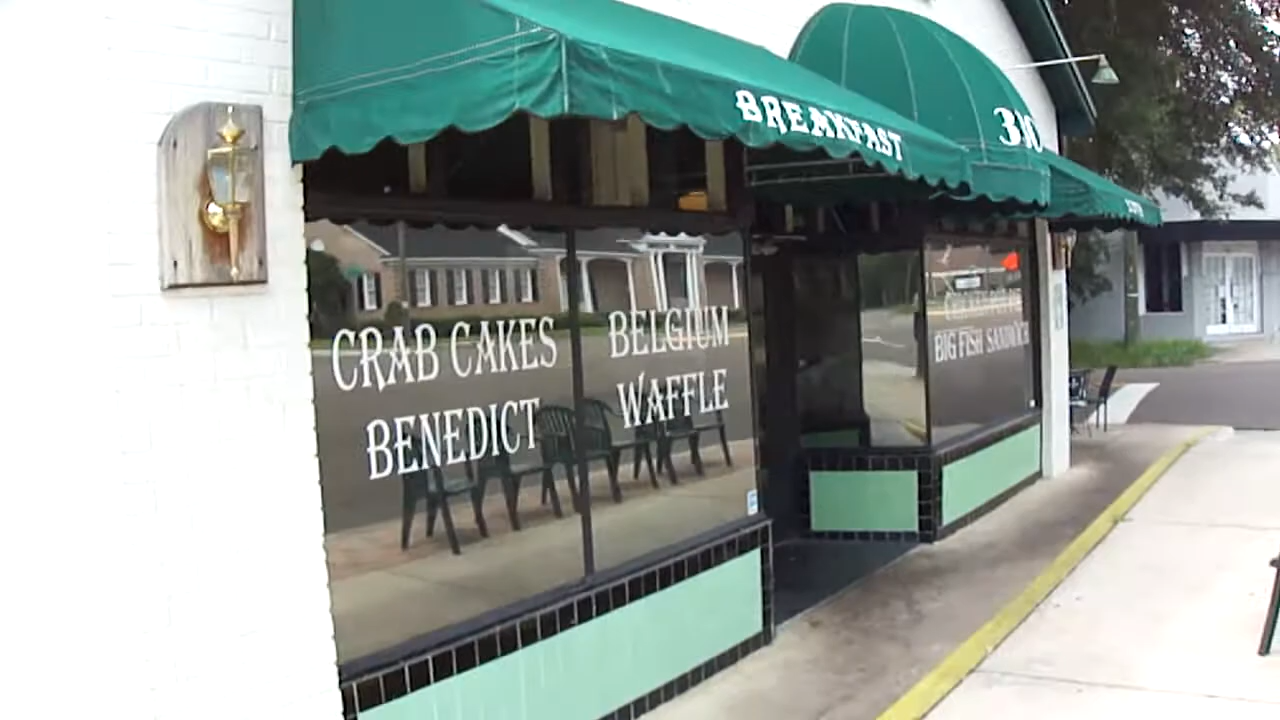 BREAKFAST
310
CRAB CAKES
BENEDICT
BELGIUM
WAFFLE
BIG FISH SANDWICH